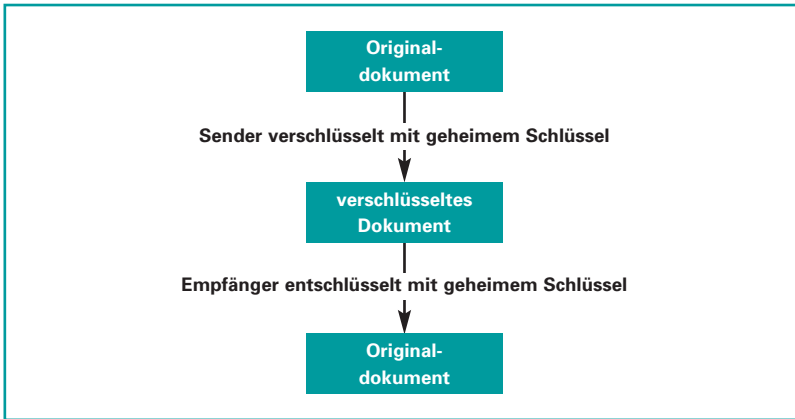 Original-
dokument
Sender verschlüsselt mit geheimem Schlüssel
verschlüsseltes
Dokument
Empfänger entschlüsselt mit geheimem Schlüssel
Original-
dokument